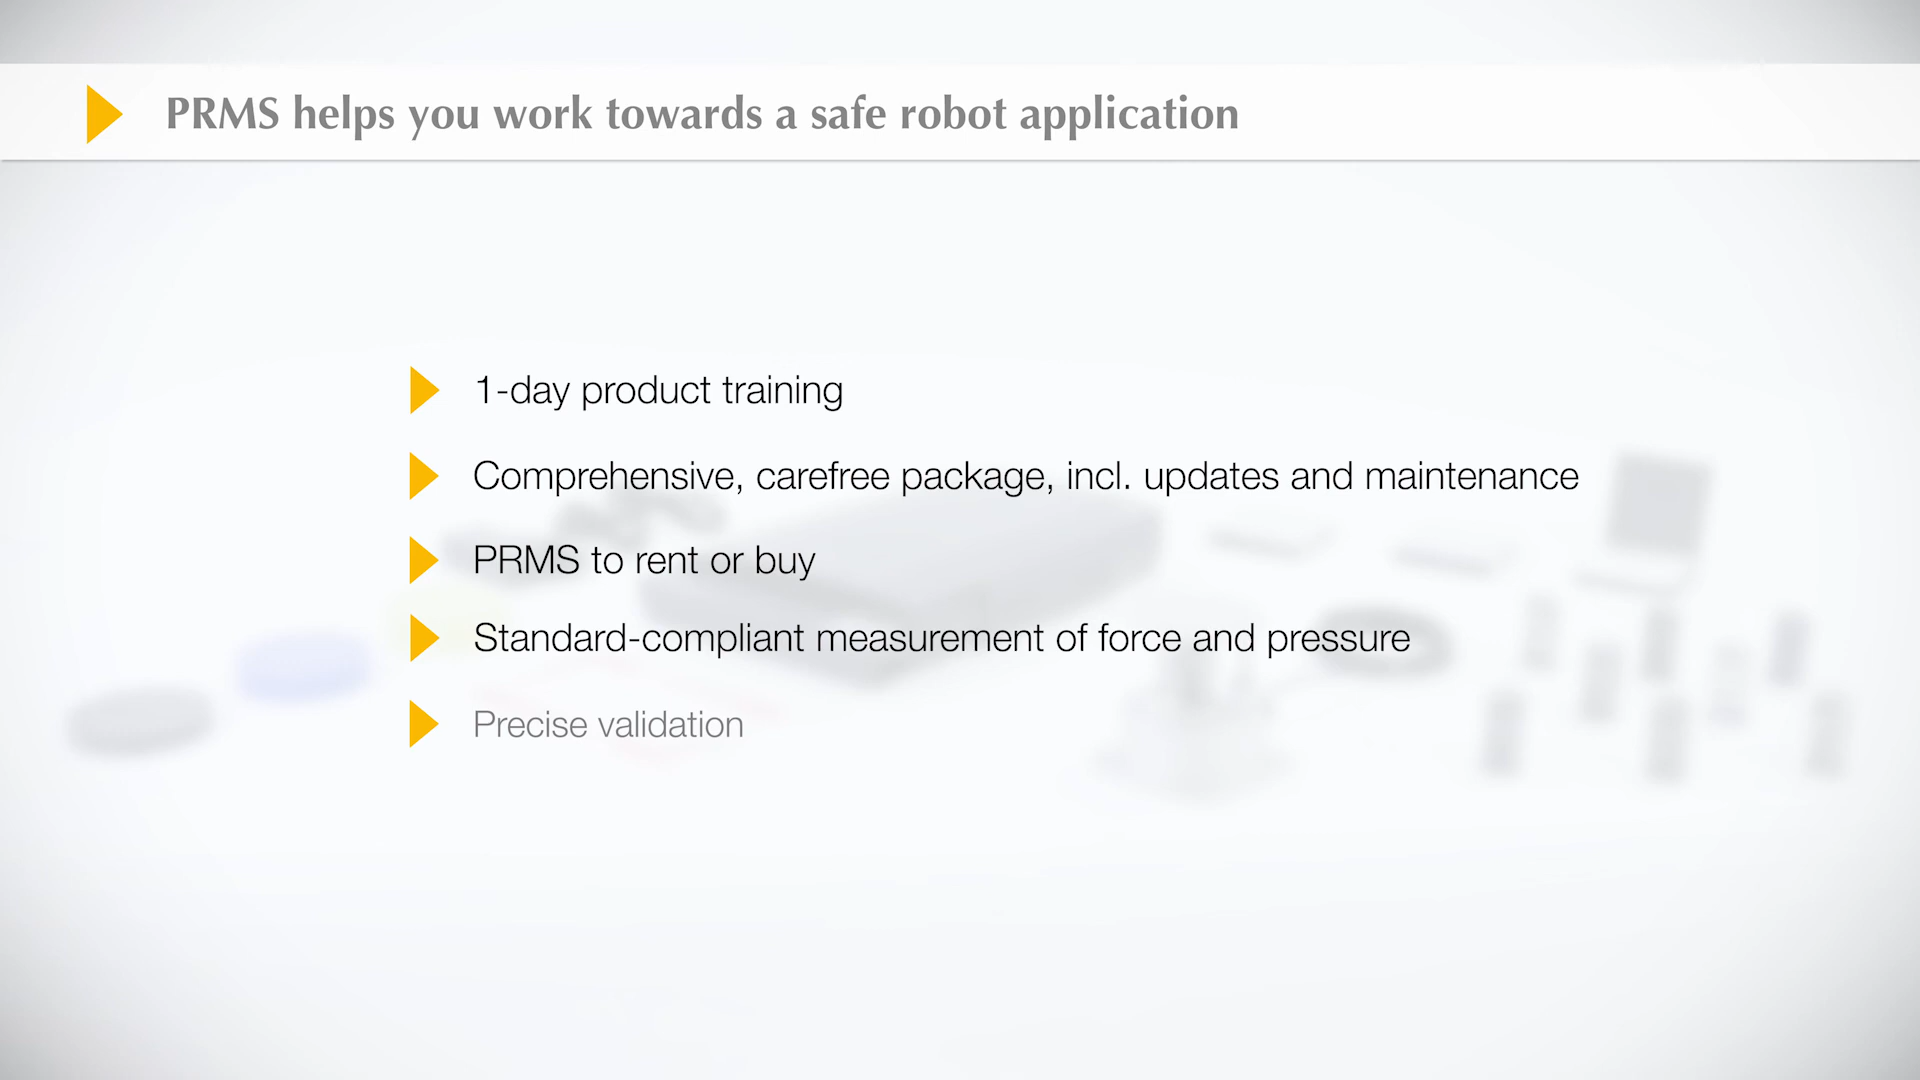 PRMS helps you work towards a safe robot application
1-day product training
Comprehensive, carefree package, incl. updates and maintenance
PRMS to rent or buy
Standard-compliant measurement of force and pressure
Precise validation